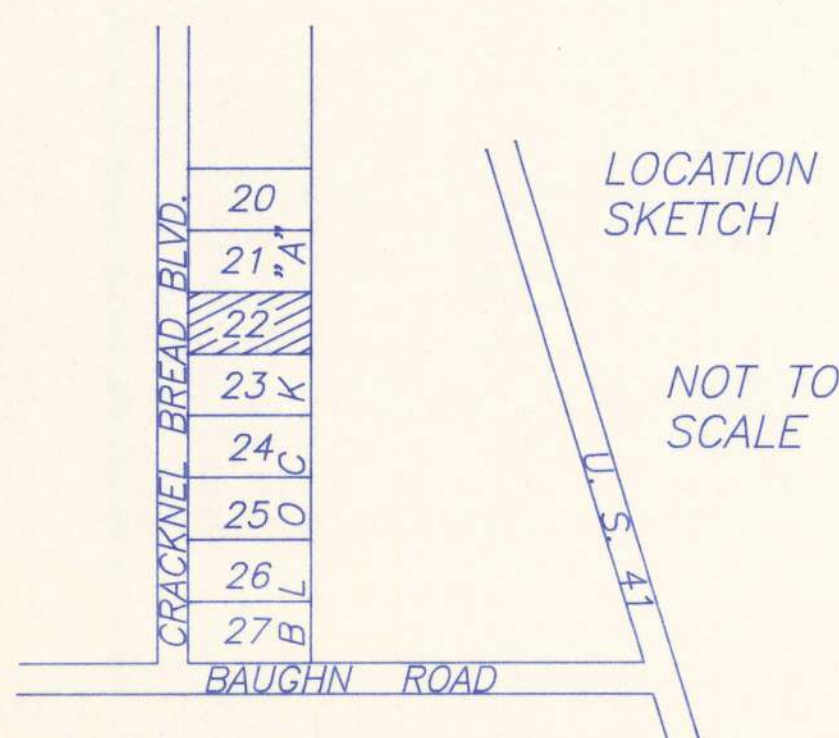 LOCATION
SKETCH
NOT TO
SCALE
CRACKNEL BREAD BLVD.
20
21
22
23
24
25
26
27
BLOCK "A"
U. S. 41
BAUGHN ROAD